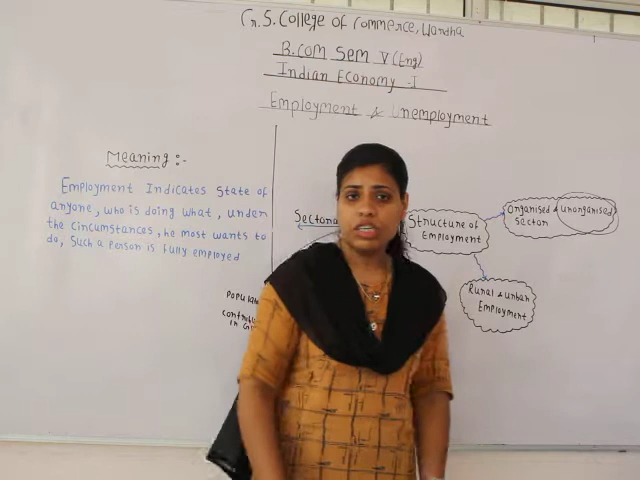 G.S. College of Commerce, Wardha
B.COM SEM V (Eng)
Indian Economy - I
Employment & Unemployment
Meaning :-
Employment Indicates State of
anyone, who is doing what, under
the circumstances, he most wants to
do, Such a person is fully employed
Structure of
Employment
Organised & unorganised
Sector
Rural & urban
Employment